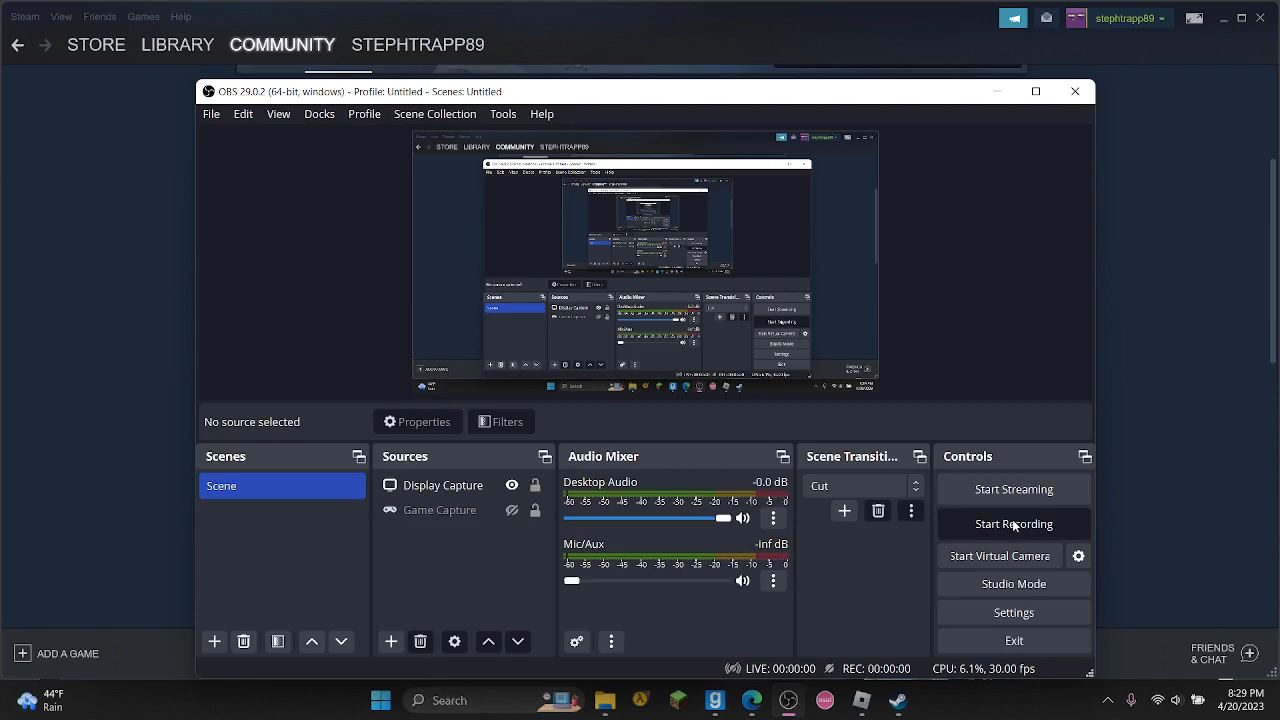 Steam View Friends Games Help stephtrapp89
STORE LIBRARY COMMUNITY STEPHTRAPP89
OBS 29.0.2 (64-bit, windows) - Profile: Untitled - Scenes: Untitled
File Edit View Docks Profile Scene Collection Tools Help
STORE LIBRARY COMMUNITY STEPHTRAPP89
No source selected Properties Filters
Scenes Sources Audio Mixer Scene Transiti... Controls
Scene
Display Capture
Game Capture
Desktop Audio -0.0 dB
-60 -55 -50 -45 -40 -35 -30 -25 -20 -15 -10 -5 0
Mic/Aux -inf dB
-60 -55 -50 -45 -40 -35 -30 -25 -20 -15 -10 -5 0
Cut
Start Streaming
Start Recording
Start Virtual Camera
Studio Mode
Settings
Exit
LIVE: 00:00:00 REC: 00:00:00 CPU: 6.1%, 30.00 fps
ADD A GAME
FRIENDS
& CHAT
44°F
Rain
Search
osu!
8:29 PM
4/20/2023